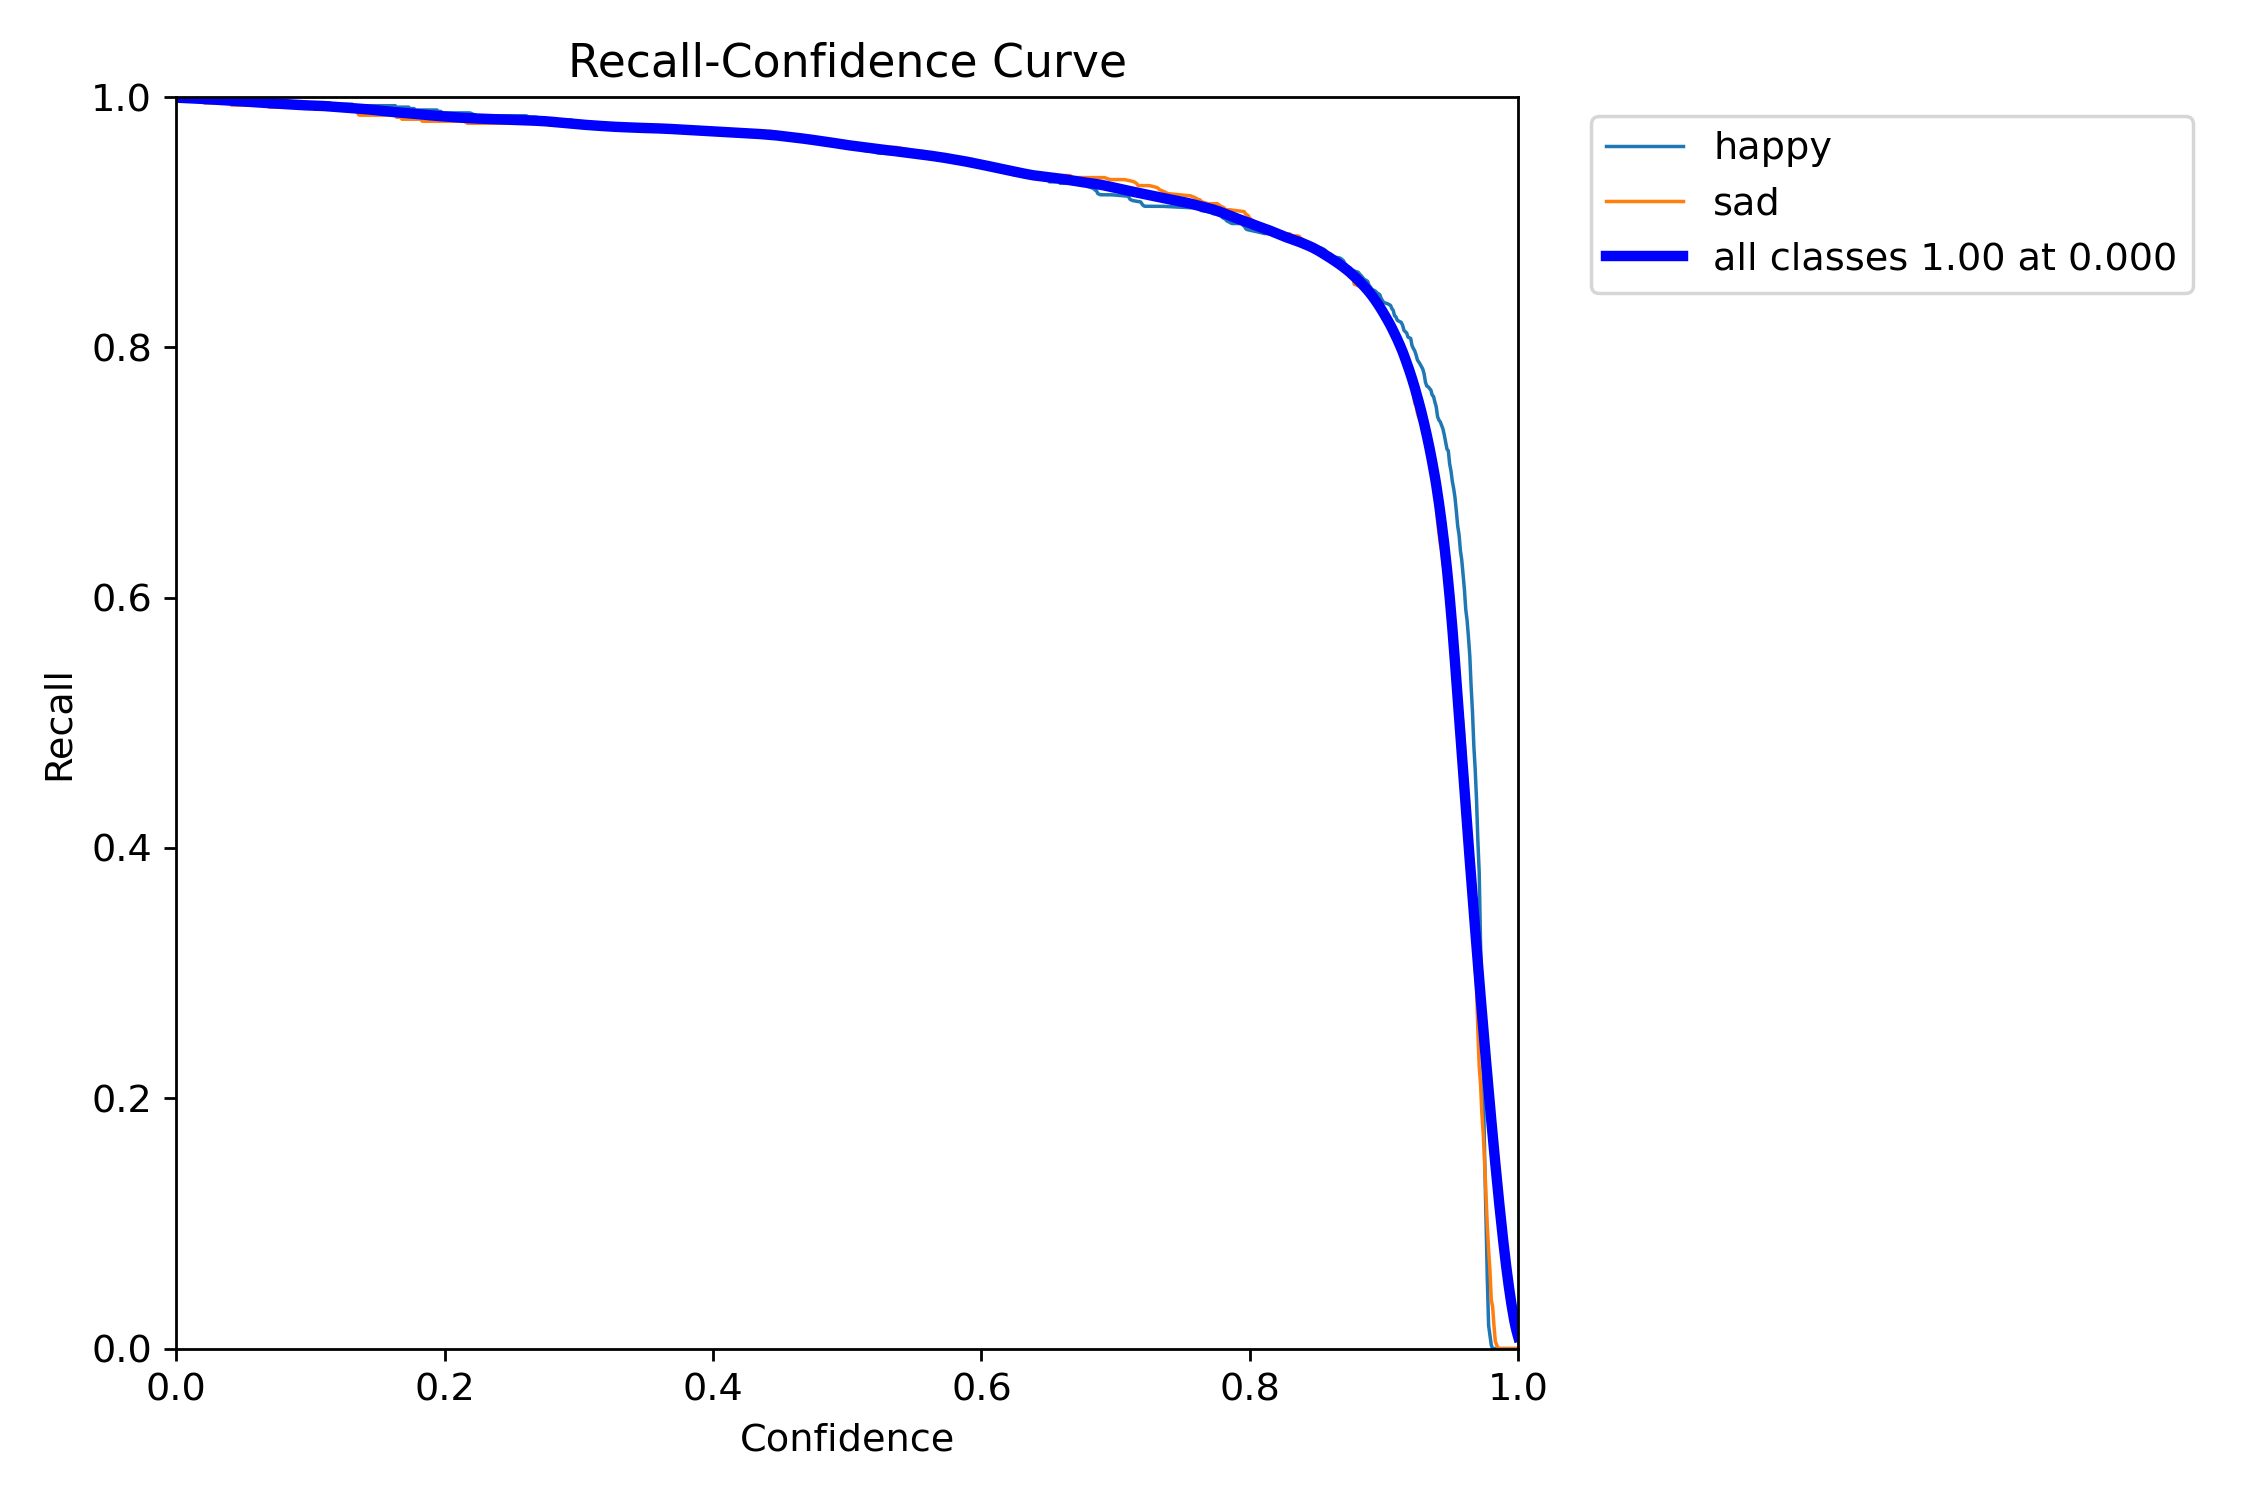 Recall-Confidence Curve
1.0
0.8
0.6
0.4
0.2
0.0
Recall
0.0 0.2 0.4 0.6 0.8 1.0
Confidence
happy
sad
all classes 1.00 at 0.000